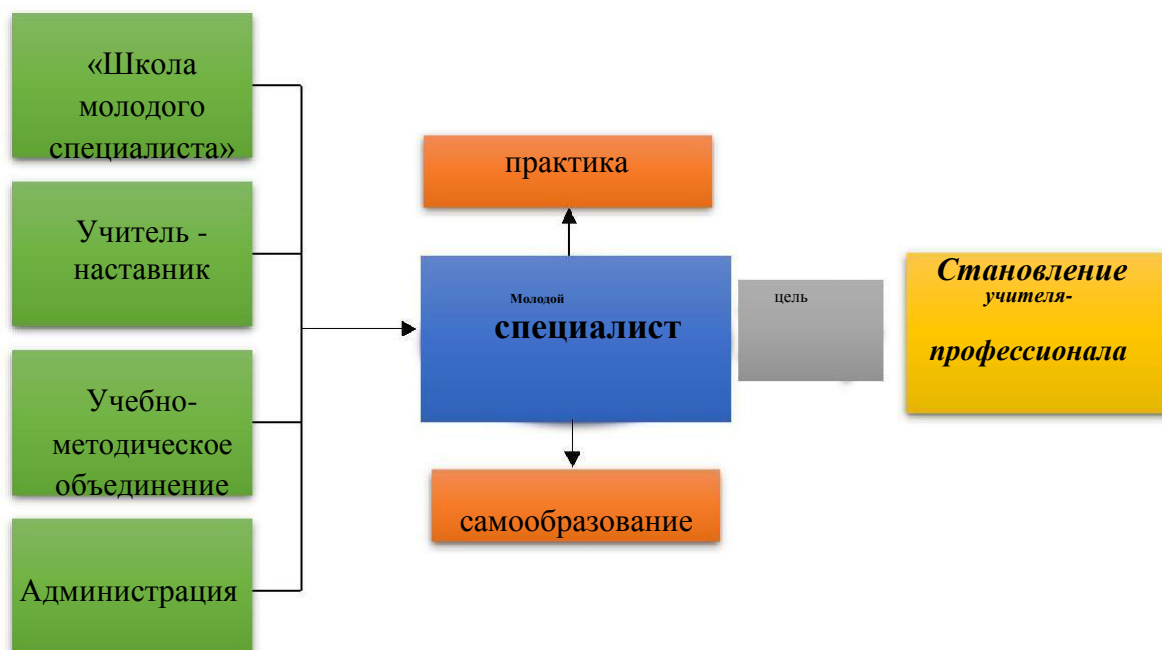 «Школа
молодого
специалиста»
Учитель -
наставник
Учебно-
методическое
объединение
Администрация
практика
Молодой
специалист
самообразование
цель
Становление
учителя-
профессионала